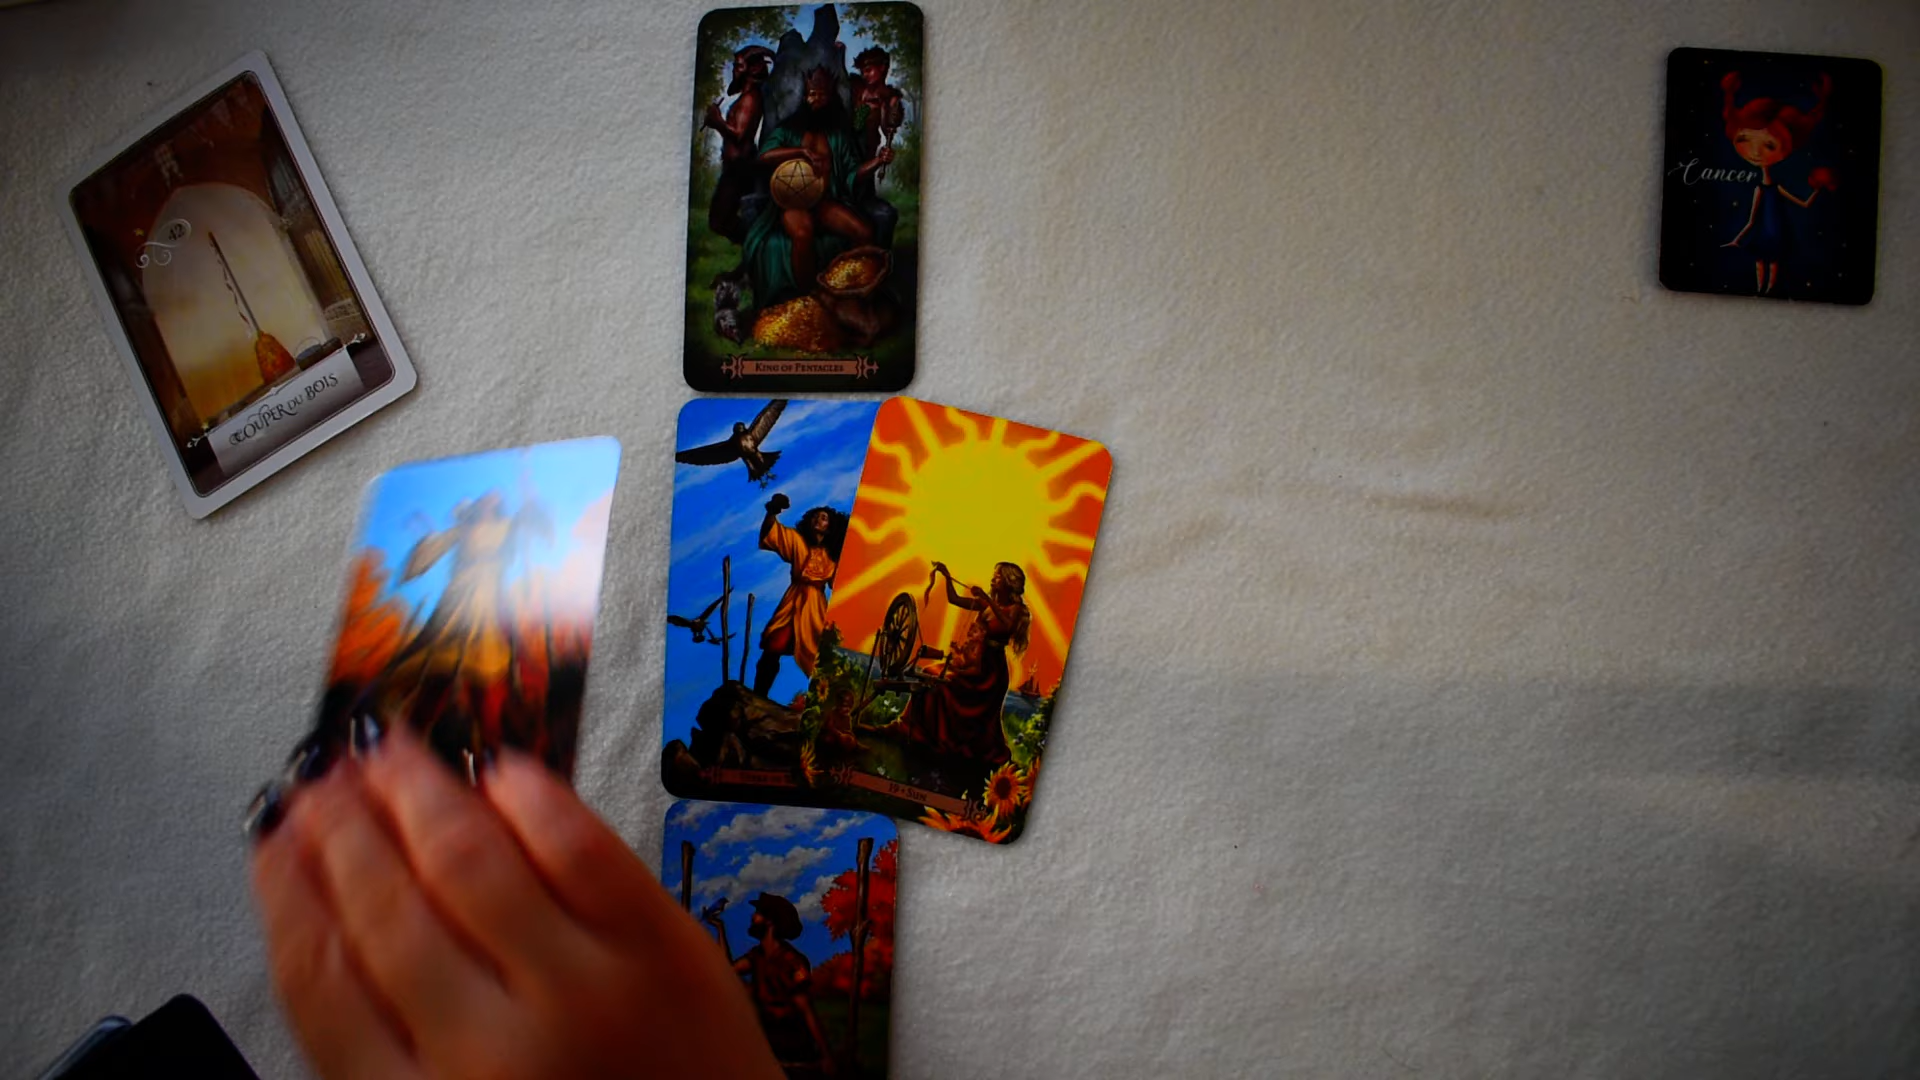 42
COUPER DU BOIS
KING OF PENTACLES
Cancer
19 • SUN